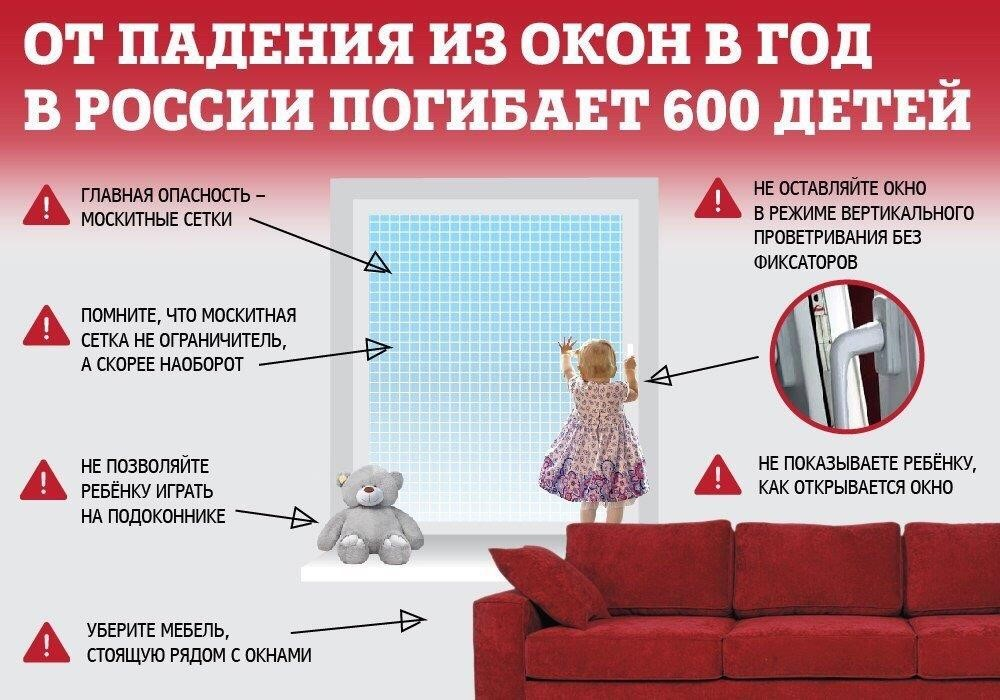 ОТ ПАДЕНИЯ ИЗ ОКОН В ГОД
В РОССИИ ПОГИБАЕТ 600 ДЕТЕЙ
ГЛАВНАЯ ОПАСНОСТЬ –
МОСКИТНЫЕ СЕТКИ
ПОМНИТЕ, ЧТО МОСКИТНАЯ
СЕТКА НЕ ОГРАНИЧИТЕЛЬ,
А СКОРЕЕ НАОБОРОТ
НЕ ПОЗВОЛЯЙТЕ
РЕБЁНКУ ИГРАТЬ
НА ПОДОКОННИКЕ
УБЕРИТЕ МЕБЕЛЬ,
СТОЯЩУЮ РЯДОМ С ОКНАМИ
НЕ ОСТАВЛЯЙТЕ ОКНО
В РЕЖИМЕ ВЕРТИКАЛЬНОГО
ПРОВЕТРИВАНИЯ БЕЗ
ФИКСАТОРОВ
НЕ ПОКАЗЫВАЕТЕ РЕБЁНКУ,
КАК ОТКРЫВАЕТСЯ ОКНО